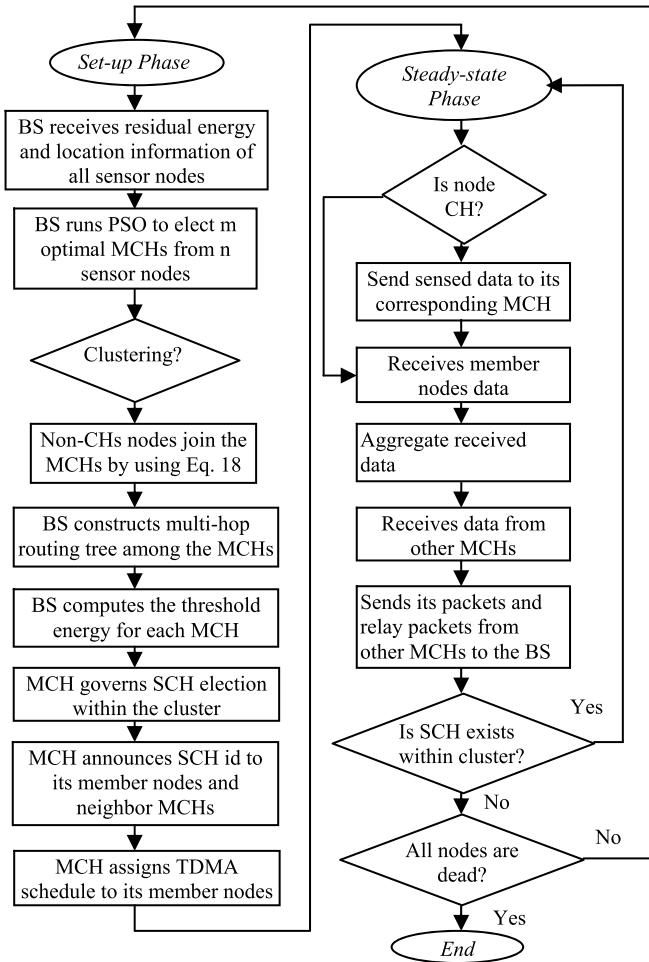 Set-up Phase
BS receives residual energy
and location information of
all sensor nodes
BS runs PSO to elect m
optimal MCHs from n
sensor nodes
Clustering?
Non-CHs nodes join the
MCHs by using Eq. 18
BS constructs multi-hop
routing tree among the MCHs
BS computes the threshold
energy for each MCH
MCH governs SCH election
within the cluster
MCH announces SCH id to
its member nodes and
neighbor MCHs
MCH assigns TDMA
schedule to its member nodes
Steady-state
Phase
Is node
CH?
Send sensed data to its
corresponding MCH
Receives member
nodes data
Aggregate received
data
Receives data from
other MCHs
Sends its packets and
relay packets from
other MCHs to the BS
Is SCH exists
within cluster?
Yes
No
All nodes are
dead?
No
Yes
End